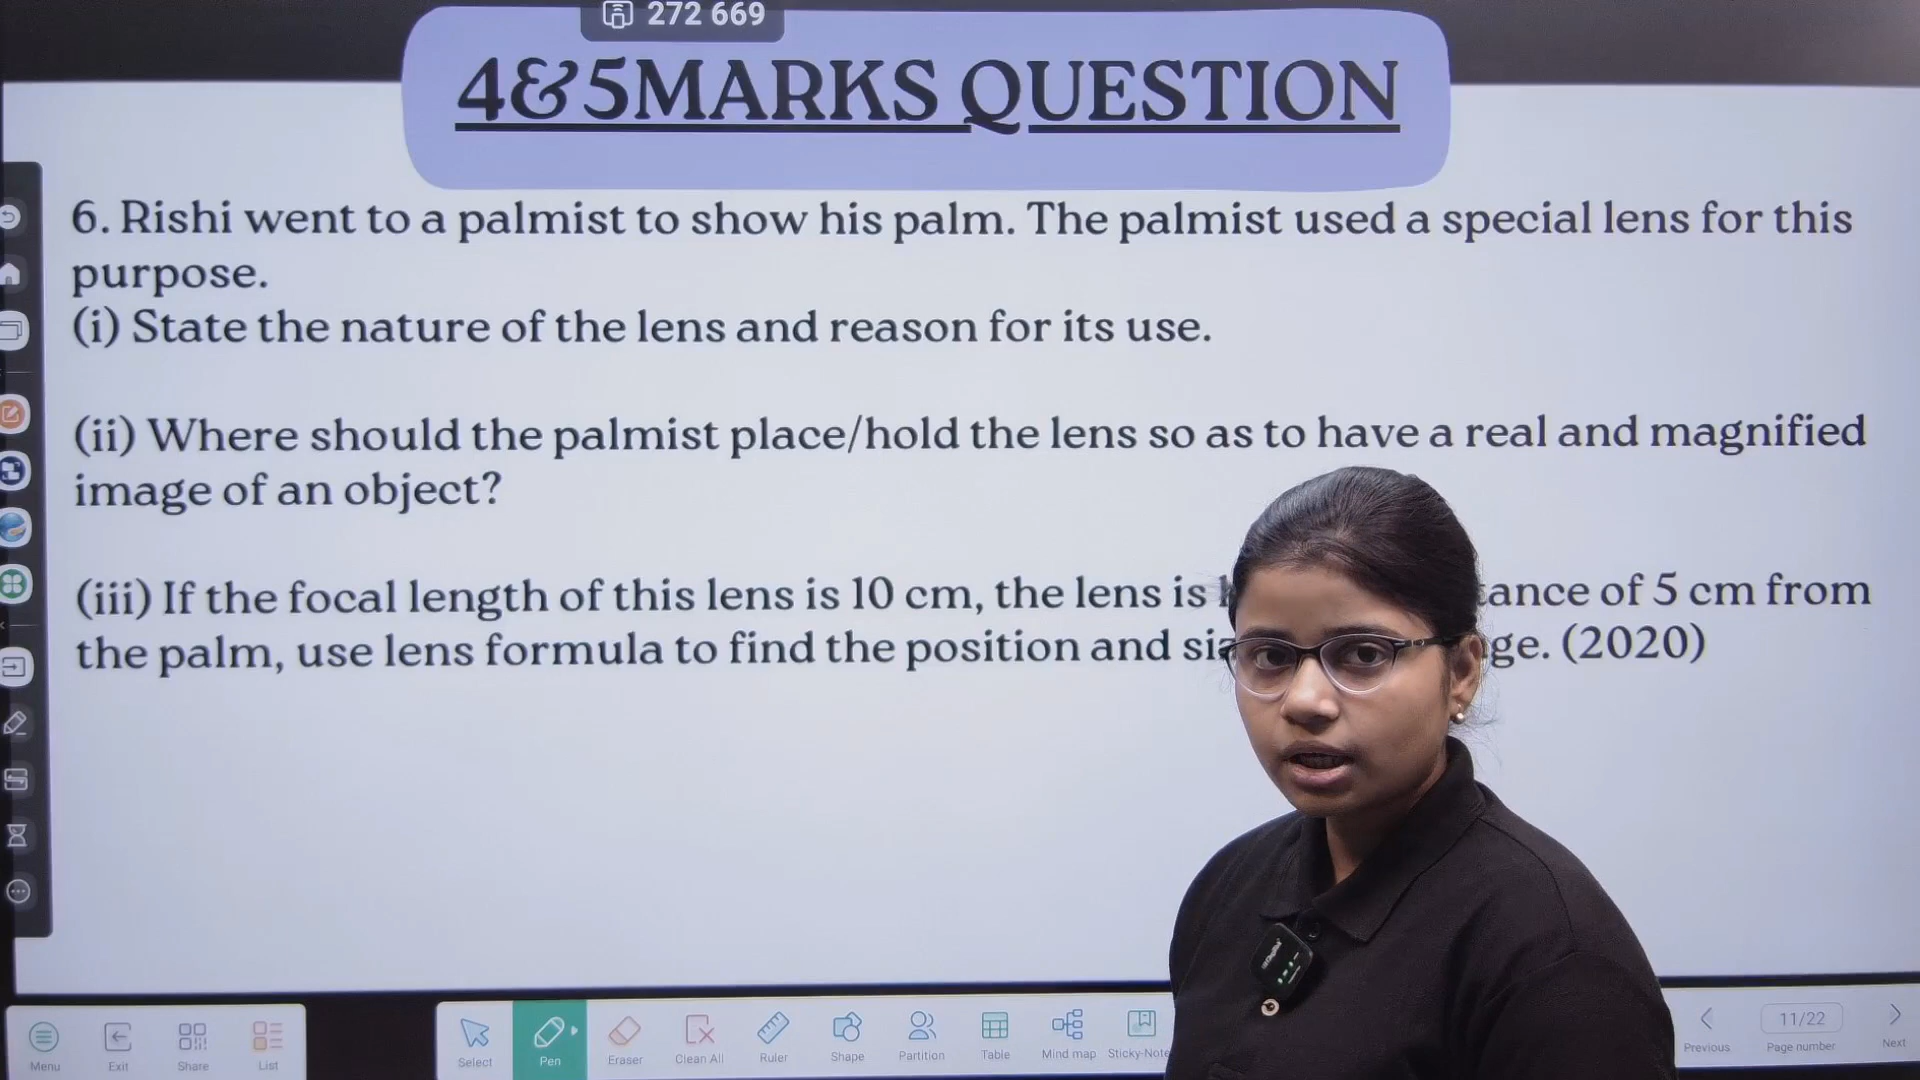 272 669
4&5MARKS QUESTION
6. Rishi went to a palmist to show his palm. The palmist used a special lens for this
purpose.
(i) State the nature of the lens and reason for its use.
(ii) Where should the palmist place/hold the lens so as to have a real and magnified
image of an object?
(iii) If the focal length of this lens is 10 cm, the lens is of 5 cm from
the palm, use lens formula to find the position and (2020)
Menu Exit Share List Select Pen Eraser Clean All Ruler Shape Partition Table Mind map Sticky-Note Previous 11/22 Page number Next